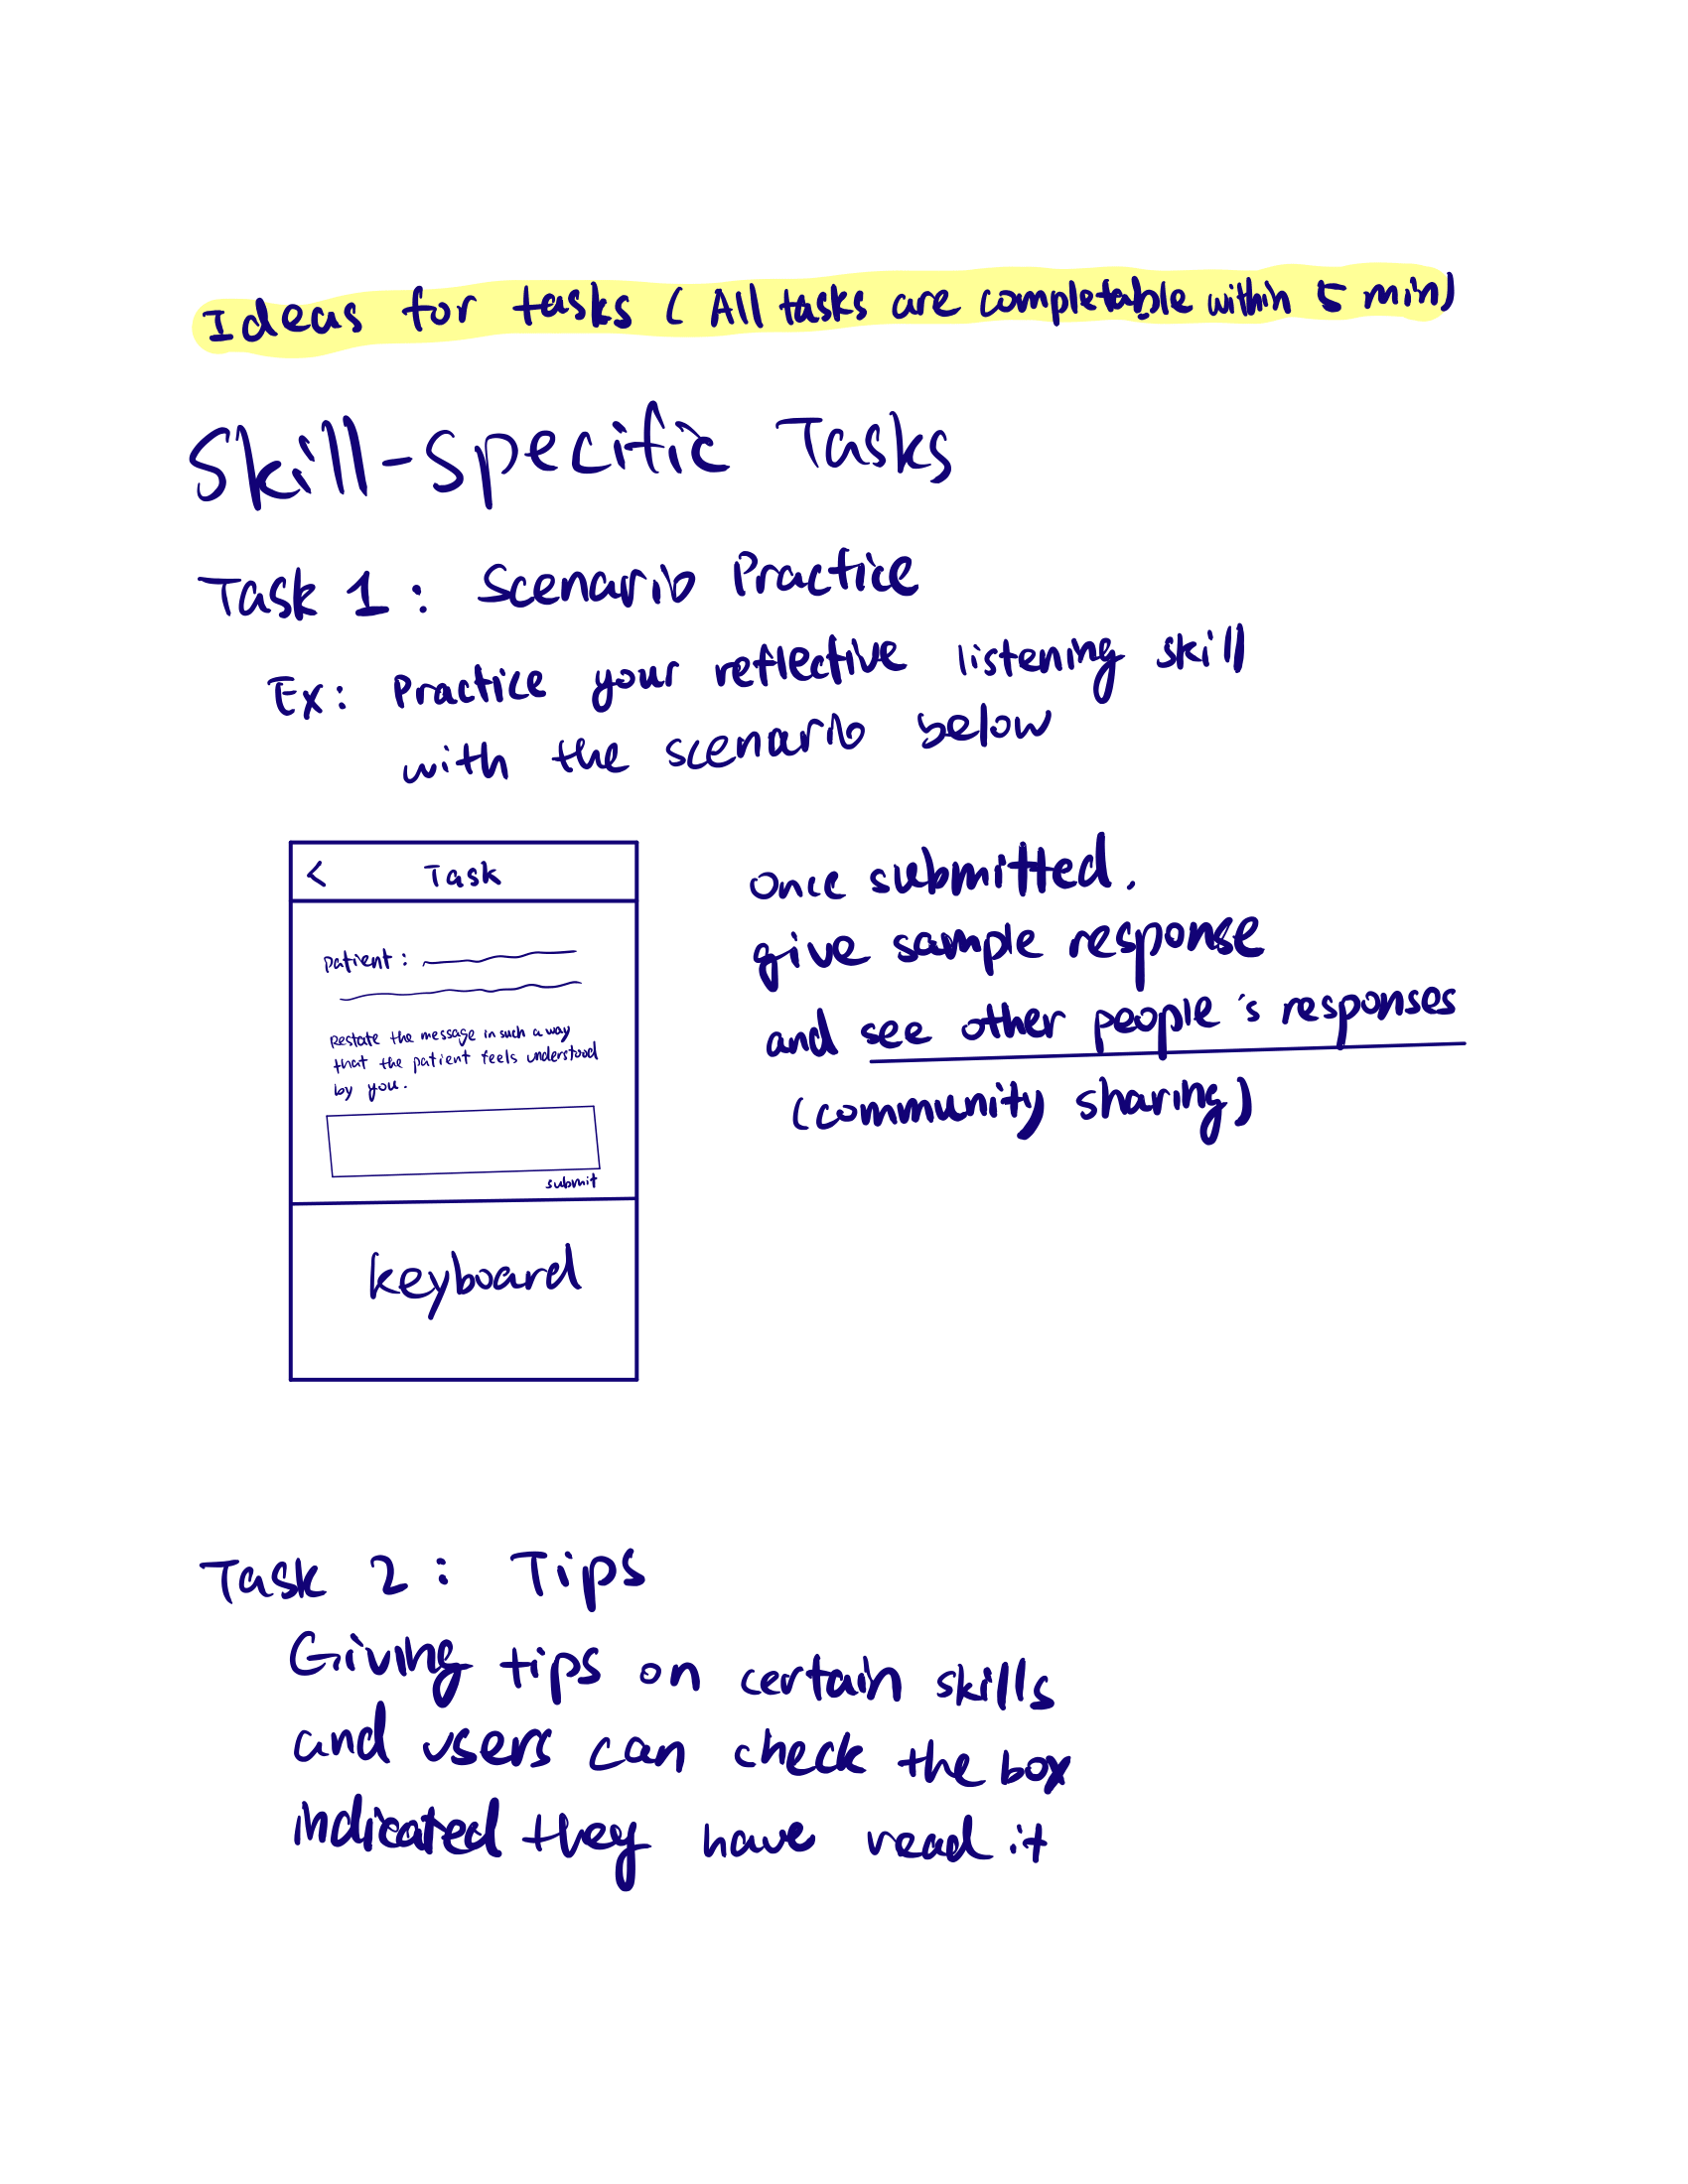 Ideas for tasks (All tasks are completable within 5 min)
Skill-Specific Tasks
Task 1: Scenario Practice
Ex: Practice your reflective listening skill
with the scenario below
< Task
patient:
Restate the message in such a way
that the patient feels understood
by you.
submit
keyboard
Once submitted.
give sample response
and see other people's responses
(community sharing)
Task 2: Tips
Giving tips on certain skills
and users can check the box
indicated they have read it